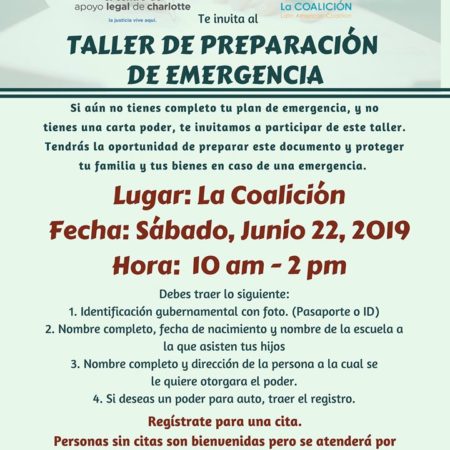 apoyo legal de charlotte
la justicia vive aquí.
La COALICIÓN
Latin American Coalition
Te invita al
TALLER DE PREPARACIÓN
DE EMERGENCIA
Si aún no tienes completo tu plan de emergencia, y no
tienes una carta poder, te invitamos a participar de este taller.
Tendrás la oportunidad de preparar este documento y proteger
tu familia y tus bienes en caso de una emergencia.
Lugar: La Coalición
Fecha: Sábado, Junio 22, 2019
Hora: 10 am - 2 pm
Debes traer lo siguiente:
1. Identificación gubernamental con foto. (Pasaporte o ID)
2. Nombre completo, fecha de nacimiento y nombre de la escuela a
la que asisten tus hijos
3. Nombre completo y dirección de la persona a la cual se
le quiere otorgara el poder.
4. Si deseas un poder para auto, traer el registro.
Regístrate para una cita.
Personas sin citas son bienvenidas pero se atenderá por